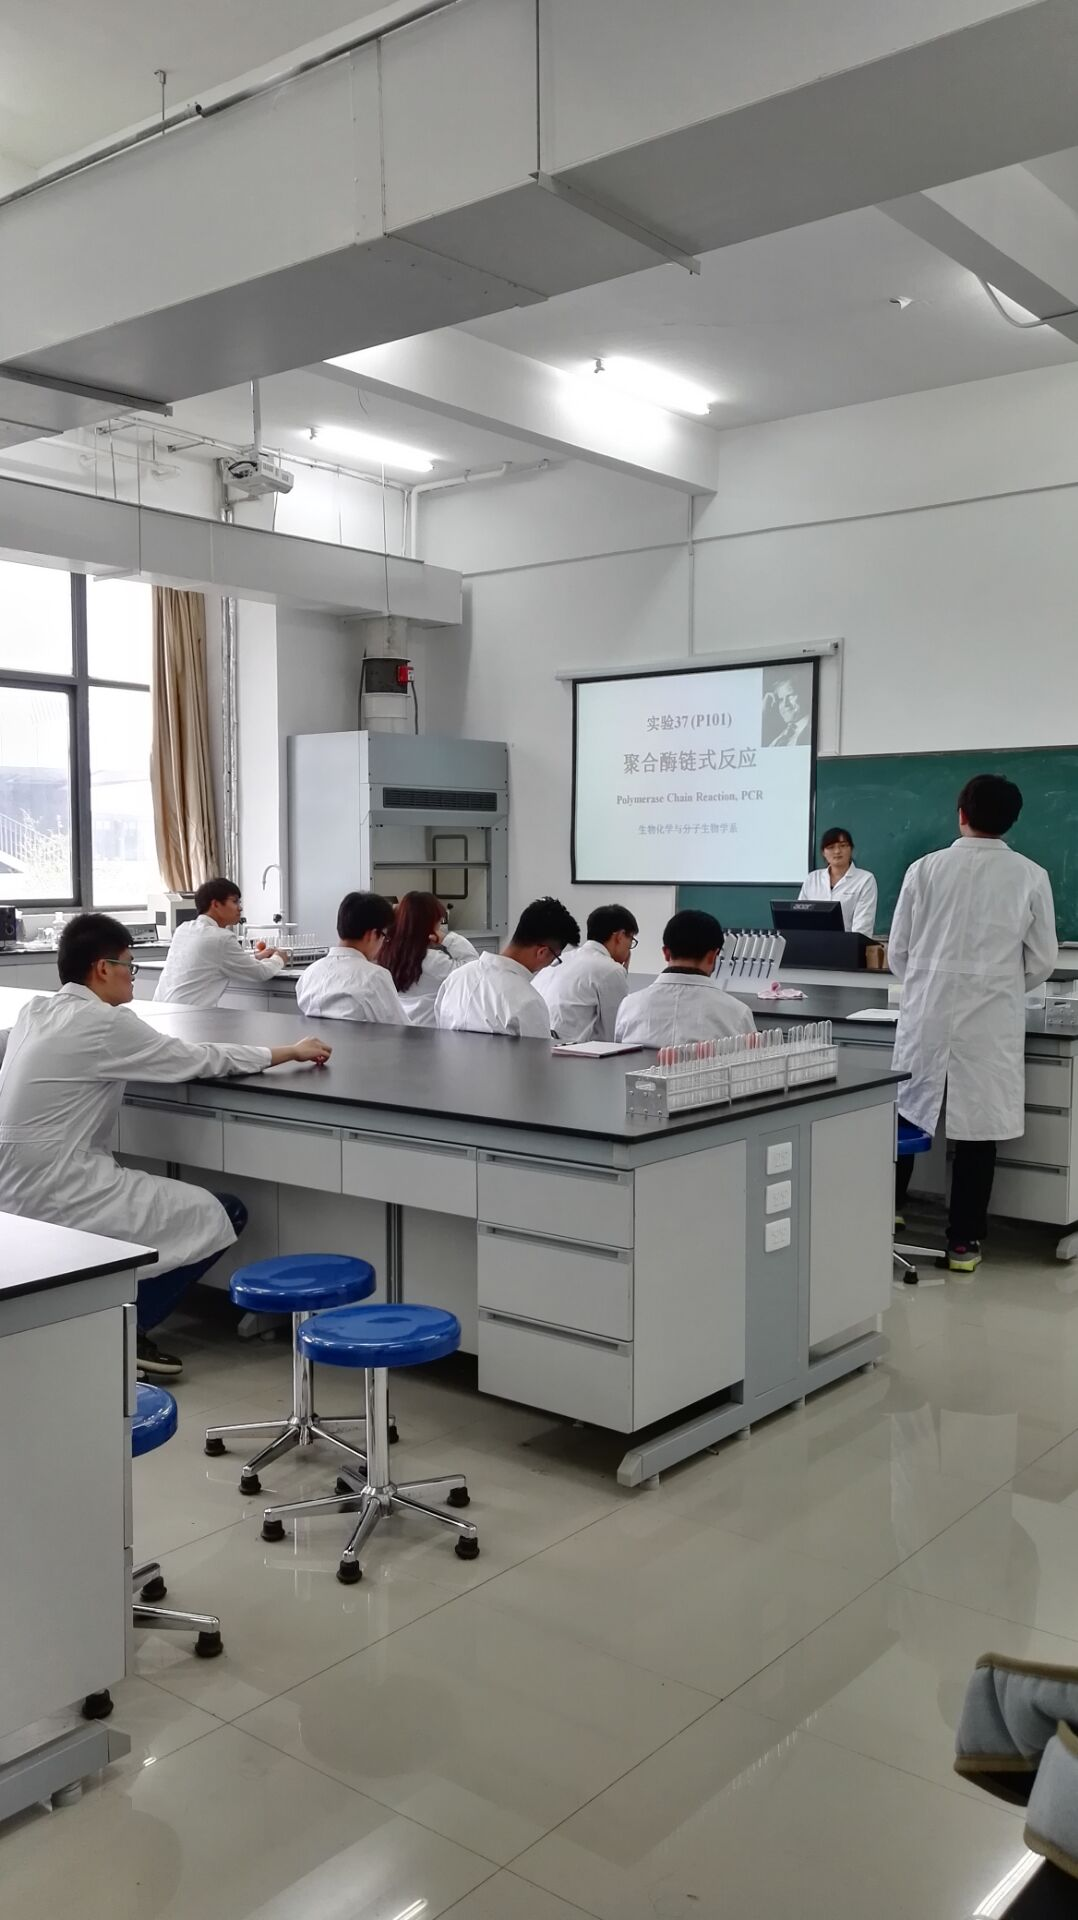 实验37(P101)
聚合酶链式反应
Polymerase Chain Reaction, PCR
生物化学与分子生物学系
acer